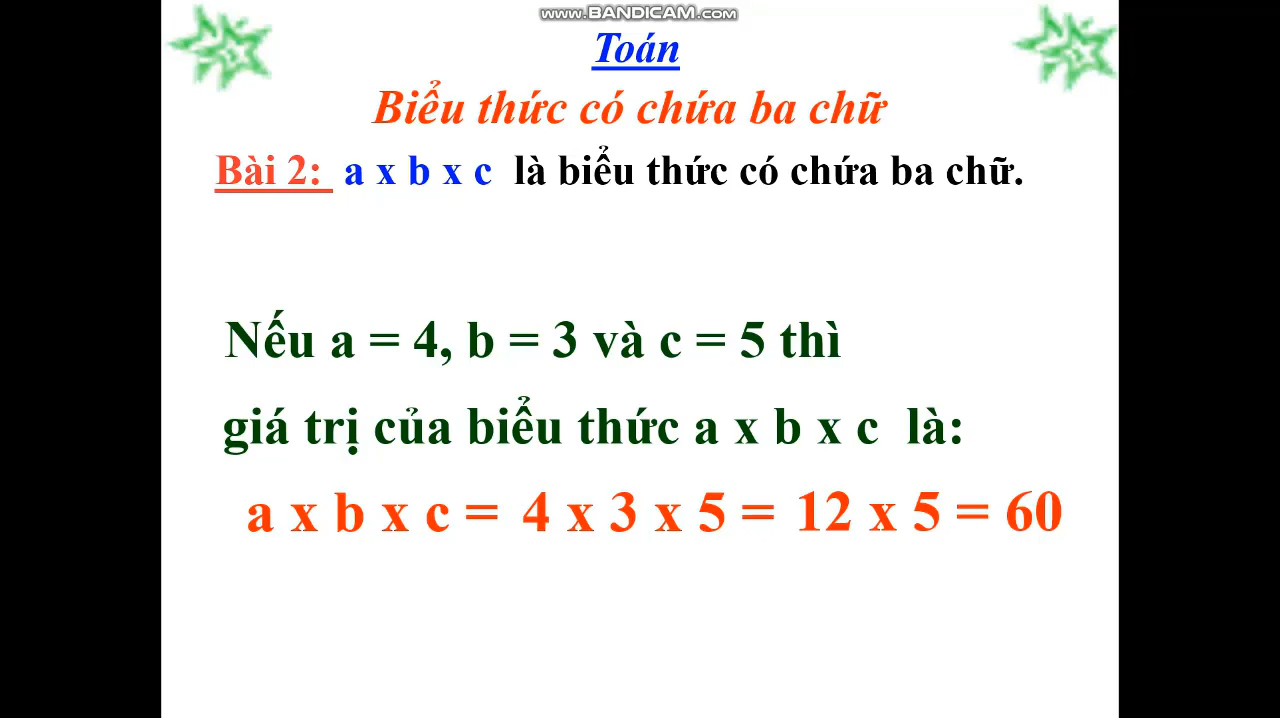 www.BANDICAM.com
Toán
Biểu thức có chứa ba chữ
Bài 2: a x b x c là biểu thức có chứa ba chữ.
Nếu a = 4, b = 3 và c = 5 thì
giá trị của biểu thức a x b x c là:
a x b x c = 4 x 3 x 5 = 12 x 5 = 60